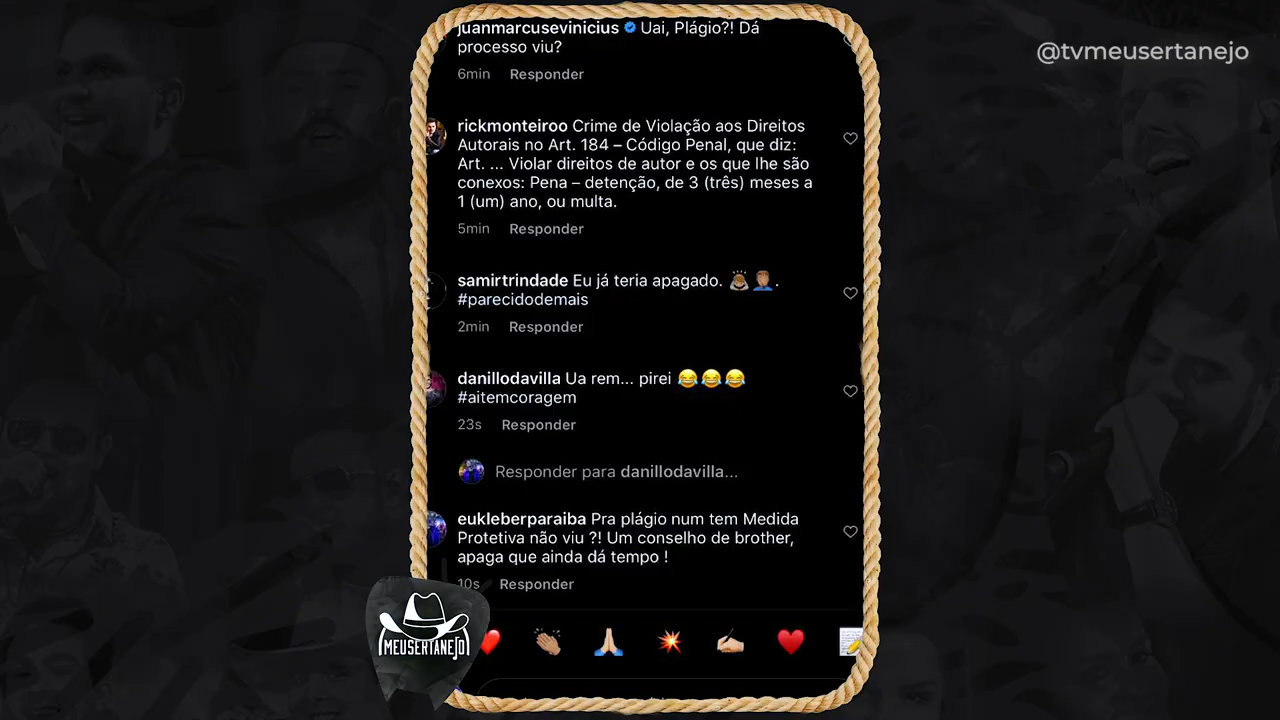 juanmarcusevinicius Uai, Plágio?! Dá
processo viu?
6min Responder
@tvmeusertanejo
rickmonteiroo Crime de Violação aos Direitos
Autorais no Art. 184 – Código Penal, que diz:
Art. ... Violar direitos de autor e os que lhe são
conexos: Pena – detenção, de 3 (três) meses a
1 (um) ano, ou multa.
5min Responder
samirtrindade Eu já teria apagado. 🙇🏽🤦🏽‍♂️.
#parecidodemais
2min Responder
danillodavilla Ua rem... pirei 😂😂😂
#aitemcoragem
23s Responder
Responder para danillodavilla...
eukleberparaiba Pra plágio num tem Medida
Protetiva não viu ?! Um conselho de brother,
apaga que ainda dá tempo !
10s Responder
MEUSERTANEJO